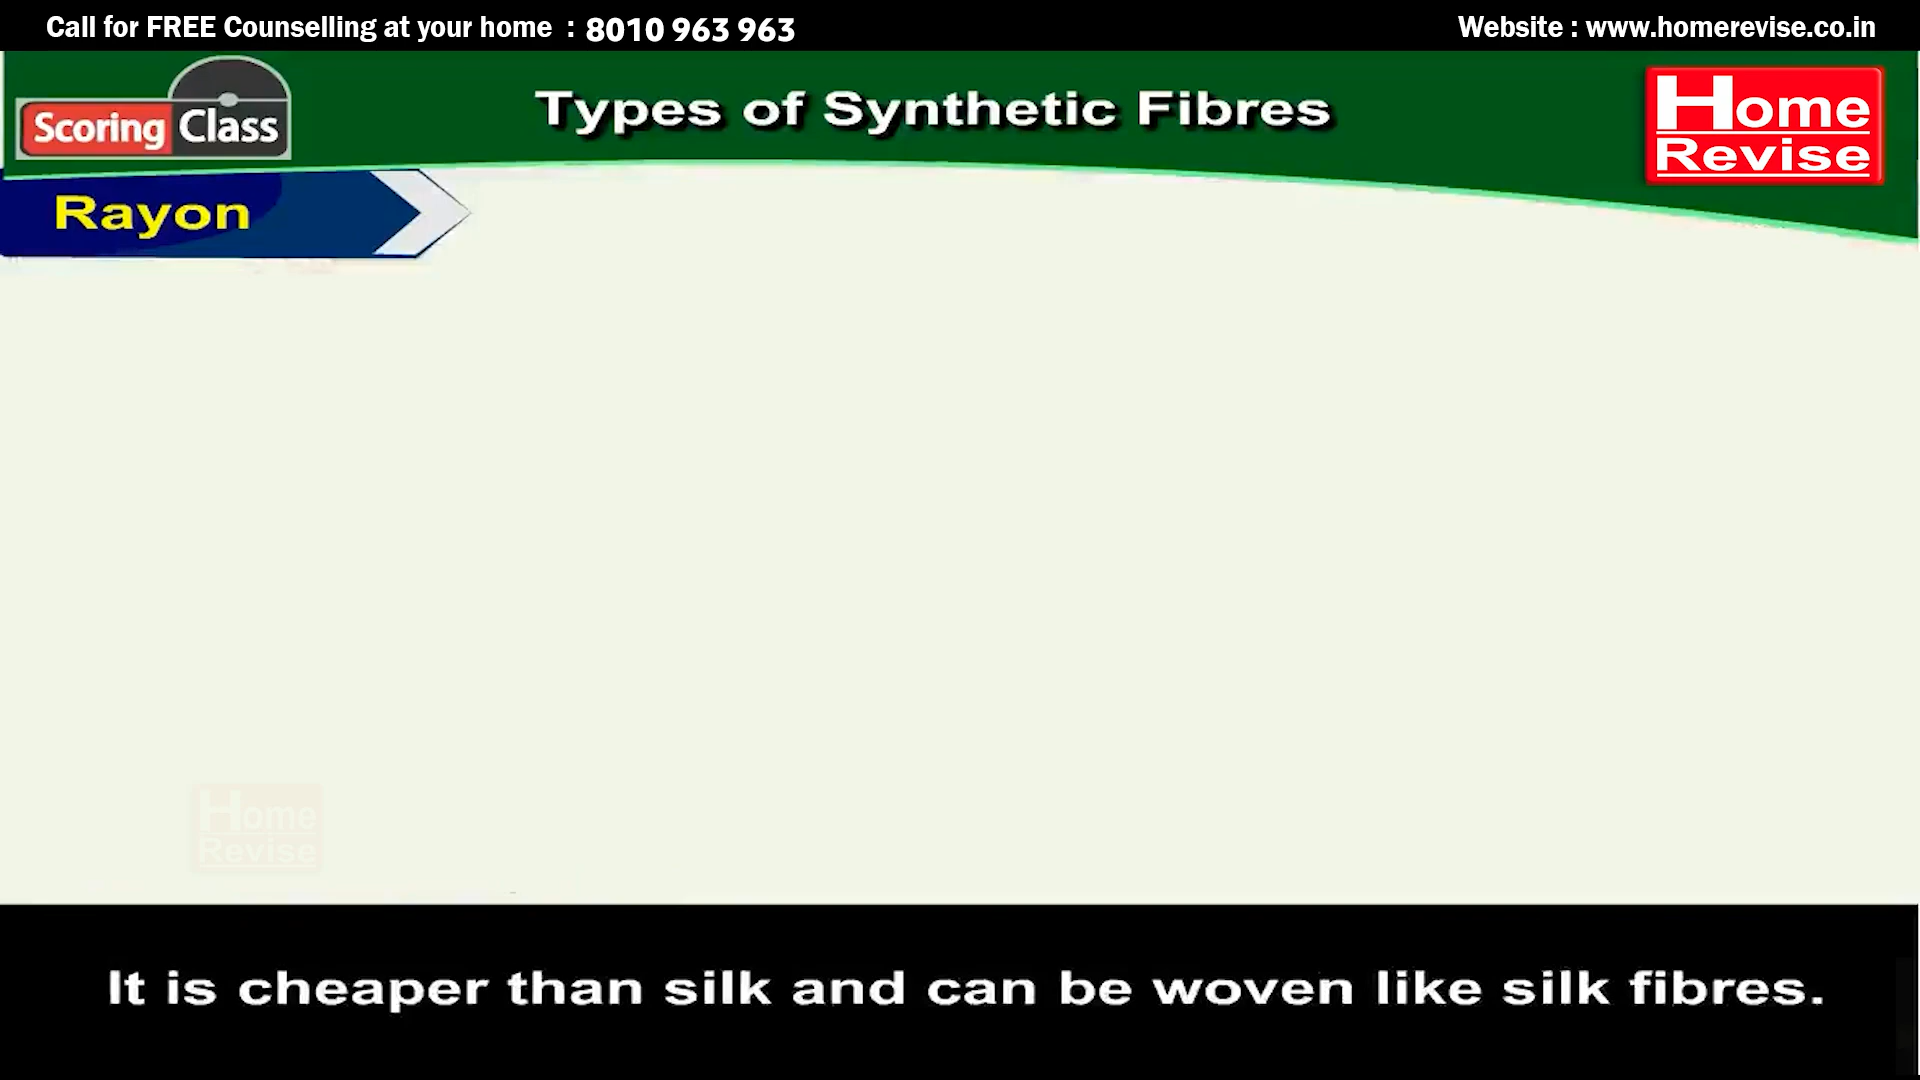 Call for FREE Counselling at your home : 8010 963 963
Website : www.homerevise.co.in
Scoring Class
Types of Synthetic Fibres
Home
Revise
Rayon
Home
Revise
It is cheaper than silk and can be woven like silk fibres.